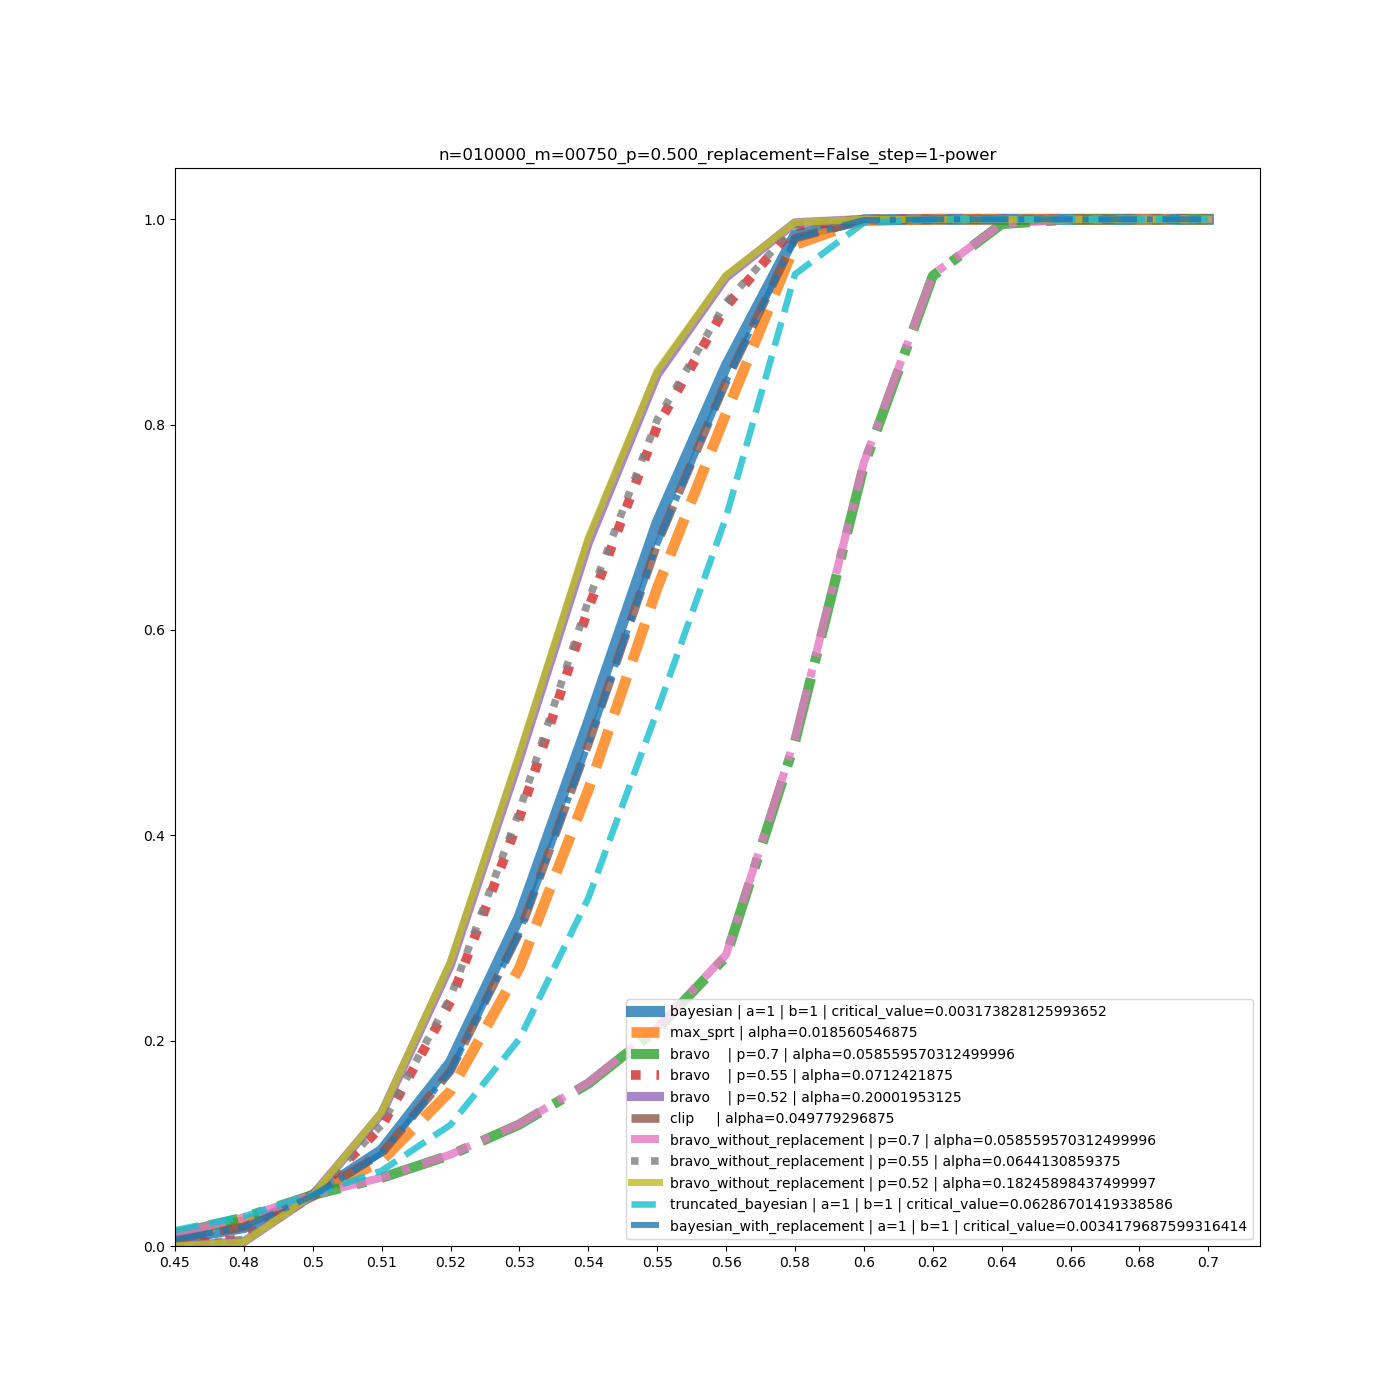 n=010000_m=00750_p=0.500_replacement=False_step=1-power
1.0
0.8
0.6
0.4
0.2
0.0
bayesian | a=1 | b=1 | critical_value=0.003173828125993652
max_sprt | alpha=0.018560546875
bravo | p=0.7 | alpha=0.058559570312499996
bravo | p=0.55 | alpha=0.0712421875
bravo | p=0.52 | alpha=0.20001953125
clip | alpha=0.049779296875
bravo_without_replacement | p=0.7 | alpha=0.058559570312499996
bravo_without_replacement | p=0.55 | alpha=0.0644130859375
bravo_without_replacement | p=0.52 | alpha=0.18245898437499997
truncated_bayesian | a=1 | b=1 | critical_value=0.06286701419338586
bayesian_with_replacement | a=1 | b=1 | critical_value=0.0034179687599316414
0.45 0.48 0.5 0.51 0.52 0.53 0.54 0.55 0.56 0.58 0.6 0.62 0.64 0.66 0.68 0.7